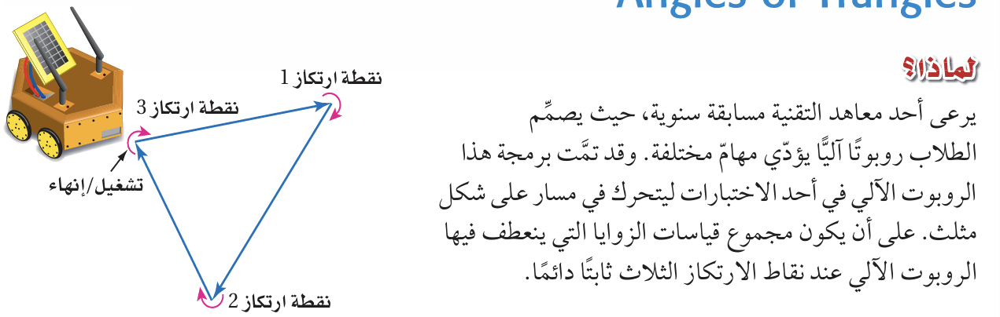 Angles of Triangles
لماذا؟
يرعى أحد معاهد التقنية مسابقة سنوية، حيث يصمِّم
الطلاب روبوتًا آليًّا يؤدّي مهامّ مختلفة. وقد تمَّت برمجة هذا
الروبوت الآلي في أحد الاختبارات ليتحرك في مسار على شكل
مثلث. على أن يكون مجموع قياسات الزوايا التي ينعطف فيها
الروبوت الآلي عند نقاط الارتكاز الثلاث ثابتًا دائمًا.
نقطة ارتكاز 1
نقطة ارتكاز 3
تشغيل/إنهاء
نقطة ارتكاز 2